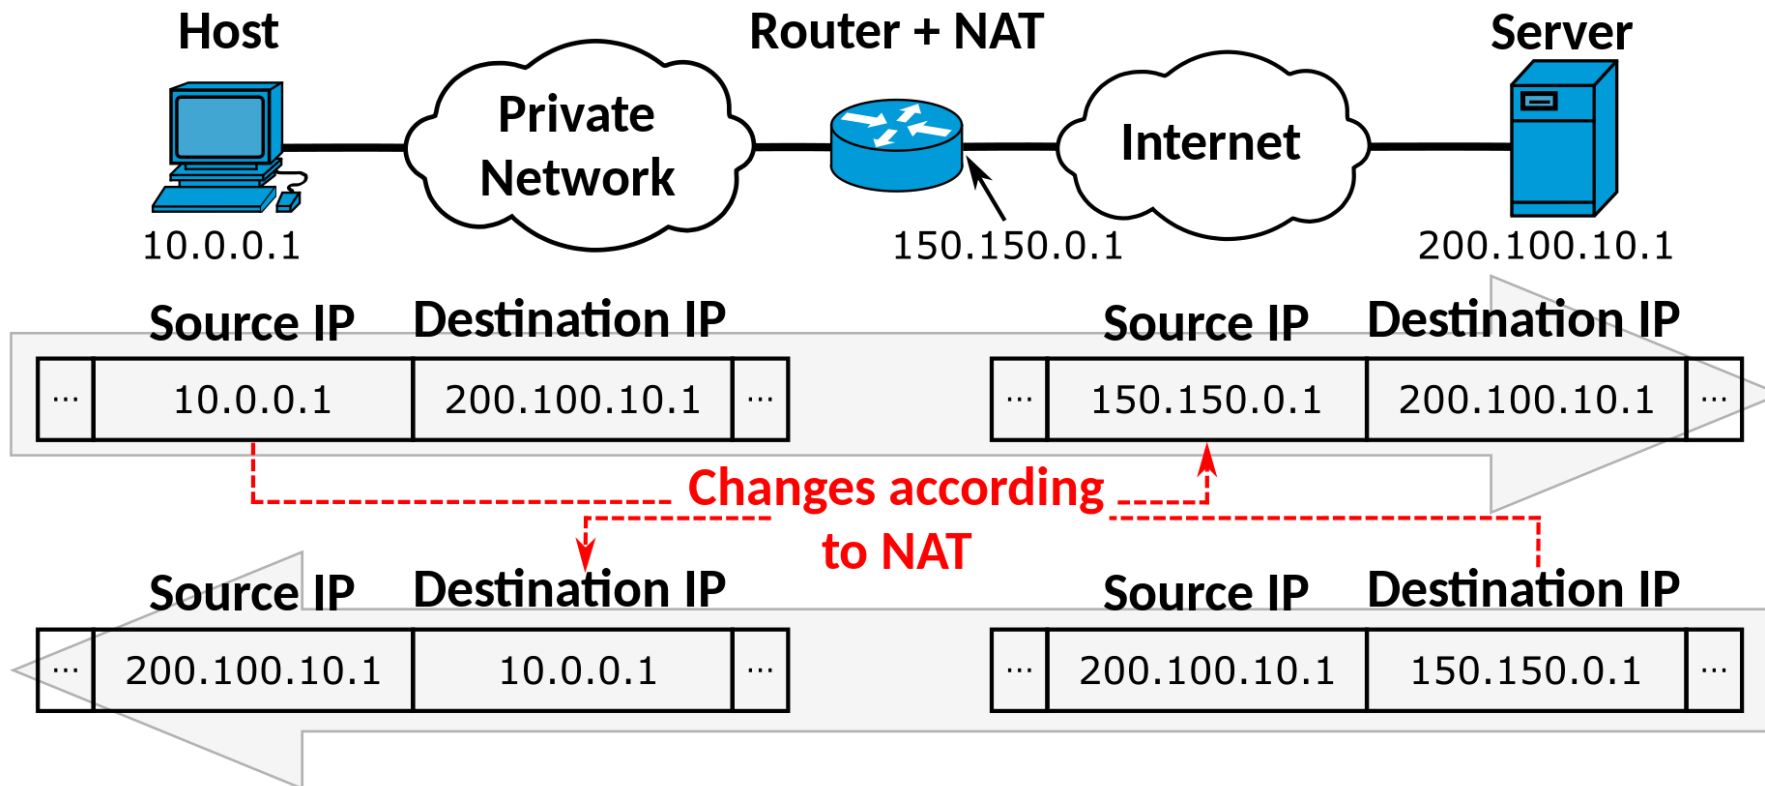 Host
Router + NAT
Server
Private
Network
Internet
10.0.0.1
150.150.0.1
200.100.10.1
Source IP Destination IP
Source IP Destination IP
... 10.0.0.1 200.100.10.1 ...
... 150.150.0.1 200.100.10.1 ...
Changes according
to NAT
Source IP Destination IP
Source IP Destination IP
... 200.100.10.1 10.0.0.1 ...
... 200.100.10.1 150.150.0.1 ...